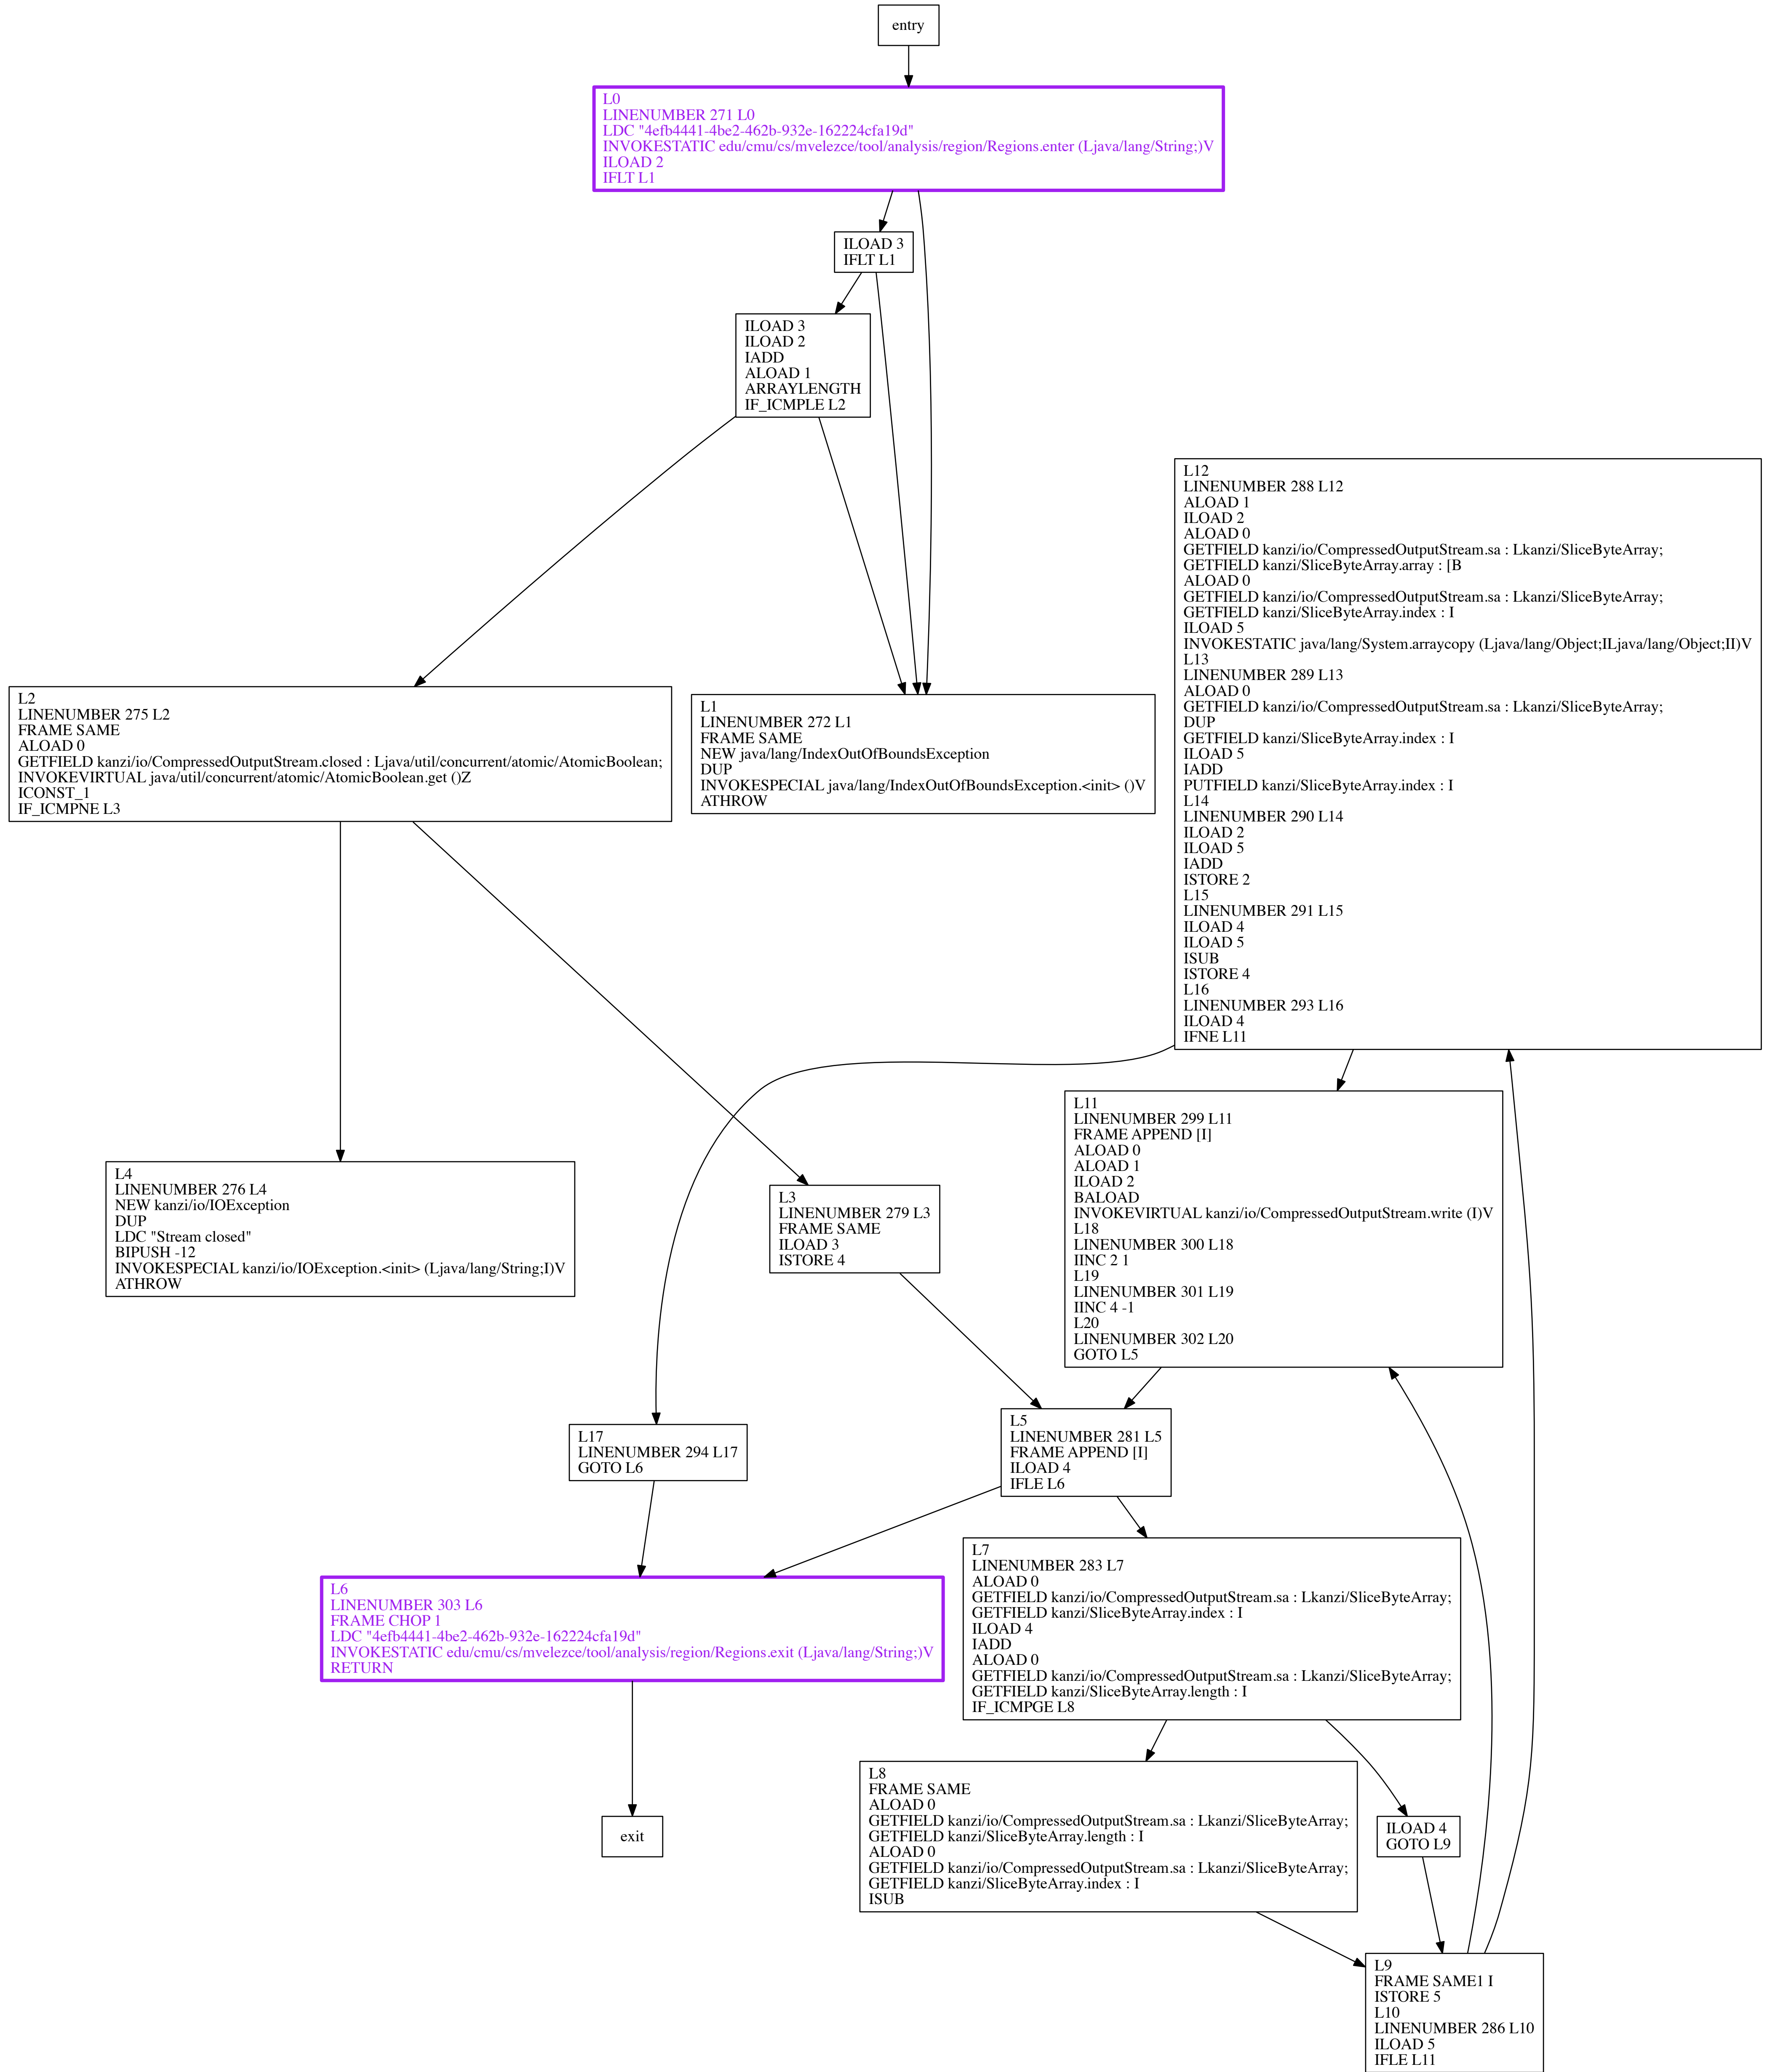 entry
L0
LINENUMBER 271 L0
LDC "4efb4441-4be2-462b-932e-162224cfa19d"
INVOKESTATIC edu/cmu/cs/mvelezce/tool/analysis/region/Regions.enter (Ljava/lang/String;)V
ILOAD 2
IFLT L1
ILOAD 3
IFLT L1
ILOAD 3
ILOAD 2
IADD
ALOAD 1
ARRAYLENGTH
IF_ICMPLE L2
L12
LINENUMBER 288 L12
ALOAD 1
ILOAD 2
ALOAD 0
GETFIELD kanzi/io/CompressedOutputStream.sa : Lkanzi/SliceByteArray;
GETFIELD kanzi/SliceByteArray.array : [B
ALOAD 0
GETFIELD kanzi/io/CompressedOutputStream.sa : Lkanzi/SliceByteArray;
GETFIELD kanzi/SliceByteArray.index : I
ILOAD 5
INVOKESTATIC java/lang/System.arraycopy (Ljava/lang/Object;ILjava/lang/Object;II)V
L13
LINENUMBER 289 L13
ALOAD 0
GETFIELD kanzi/io/CompressedOutputStream.sa : Lkanzi/SliceByteArray;
DUP
GETFIELD kanzi/SliceByteArray.index : I
ILOAD 5
IADD
PUTFIELD kanzi/SliceByteArray.index : I
L14
LINENUMBER 290 L14
ILOAD 2
ILOAD 5
IADD
ISTORE 2
L15
LINENUMBER 291 L15
ILOAD 4
ILOAD 5
ISUB
ISTORE 4
L16
LINENUMBER 293 L16
ILOAD 4
IFNE L11
L2
LINENUMBER 275 L2
FRAME SAME
ALOAD 0
GETFIELD kanzi/io/CompressedOutputStream.closed : Ljava/util/concurrent/atomic/AtomicBoolean;
INVOKEVIRTUAL java/util/concurrent/atomic/AtomicBoolean.get ()Z
ICONST_1
IF_ICMPNE L3
L1
LINENUMBER 272 L1
FRAME SAME
NEW java/lang/IndexOutOfBoundsException
DUP
INVOKESPECIAL java/lang/IndexOutOfBoundsException.<init> ()V
ATHROW
L11
LINENUMBER 299 L11
FRAME APPEND [I]
ALOAD 0
ALOAD 1
ILOAD 2
BALOAD
INVOKEVIRTUAL kanzi/io/CompressedOutputStream.write (I)V
L18
LINENUMBER 300 L18
IINC 2 1
L19
LINENUMBER 301 L19
IINC 4 -1
L20
LINENUMBER 302 L20
GOTO L5
L4
LINENUMBER 276 L4
NEW kanzi/io/IOException
DUP
LDC "Stream closed"
BIPUSH -12
INVOKESPECIAL kanzi/io/IOException.<init> (Ljava/lang/String;I)V
ATHROW
L3
LINENUMBER 279 L3
FRAME SAME
ILOAD 3
ISTORE 4
L17
LINENUMBER 294 L17
GOTO L6
L5
LINENUMBER 281 L5
FRAME APPEND [I]
ILOAD 4
IFLE L6
L7
LINENUMBER 283 L7
ALOAD 0
GETFIELD kanzi/io/CompressedOutputStream.sa : Lkanzi/SliceByteArray;
GETFIELD kanzi/SliceByteArray.index : I
ILOAD 4
IADD
ALOAD 0
GETFIELD kanzi/io/CompressedOutputStream.sa : Lkanzi/SliceByteArray;
GETFIELD kanzi/SliceByteArray.length : I
IF_ICMPGE L8
L6
LINENUMBER 303 L6
FRAME CHOP 1
LDC "4efb4441-4be2-462b-932e-162224cfa19d"
INVOKESTATIC edu/cmu/cs/mvelezce/tool/analysis/region/Regions.exit (Ljava/lang/String;)V
RETURN
L8
FRAME SAME
ALOAD 0
GETFIELD kanzi/io/CompressedOutputStream.sa : Lkanzi/SliceByteArray;
GETFIELD kanzi/SliceByteArray.length : I
ALOAD 0
GETFIELD kanzi/io/CompressedOutputStream.sa : Lkanzi/SliceByteArray;
GETFIELD kanzi/SliceByteArray.index : I
ISUB
exit
ILOAD 4
GOTO L9
L9
FRAME SAME1 I
ISTORE 5
L10
LINENUMBER 286 L10
ILOAD 5
IFLE L11